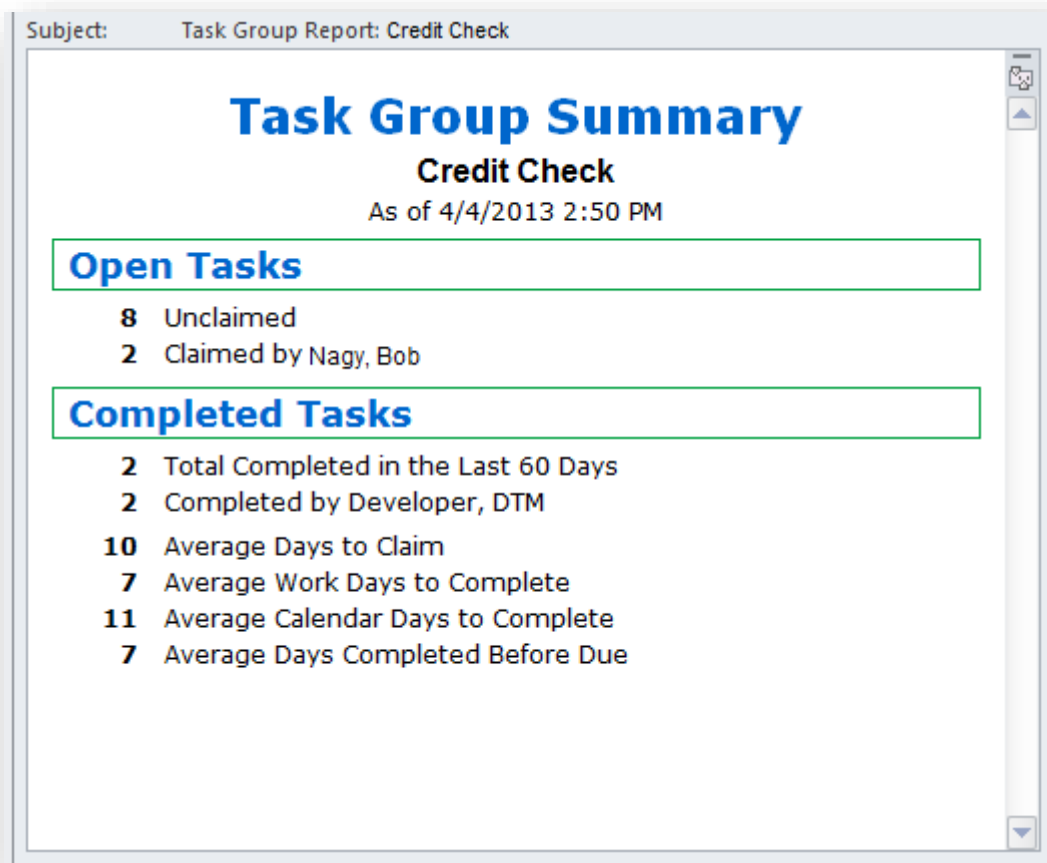 Subject: Task Group Report: Credit Check
Task Group Summary
Credit Check
As of 4/4/2013 2:50 PM
Open Tasks
8 Unclaimed
2 Claimed by Nagy, Bob
Completed Tasks
2 Total Completed in the Last 60 Days
2 Completed by Developer, DTM
10 Average Days to Claim
7 Average Work Days to Complete
11 Average Calendar Days to Complete
7 Average Days Completed Before Due